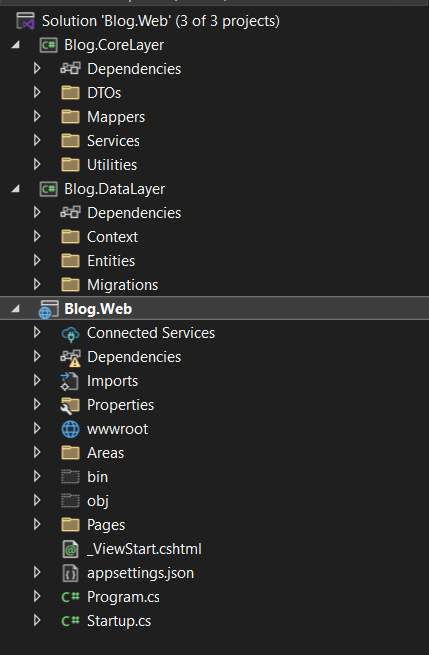 Solution 'Blog.Web' (3 of 3 projects)
C# Blog.CoreLayer
Dependencies
DTOs
Mappers
Services
Utilities
C# Blog.DataLayer
Dependencies
Context
Entities
Migrations
Blog.Web
Connected Services
Dependencies
Imports
Properties
wwwroot
Areas
bin
obj
Pages
@ _ViewStart.cshtml
{} appsettings.json
C# Program.cs
C# Startup.cs